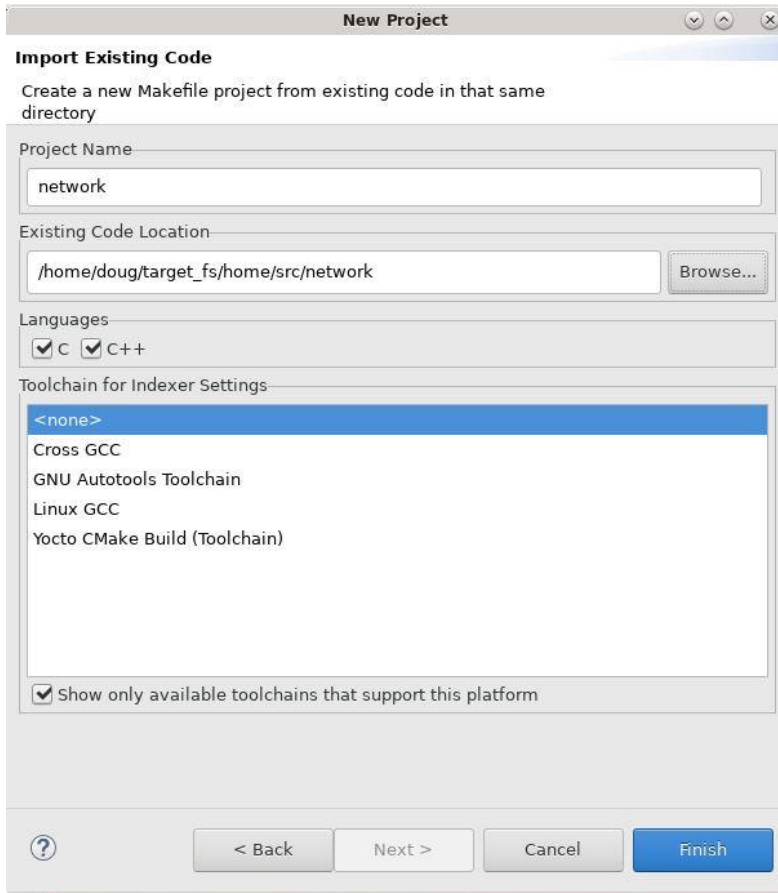 New Project
Import Existing Code
Create a new Makefile project from existing code in that same
directory
Project Name
network
Existing Code Location
/home/doug/target_fs/home/src/network
Browse...
Languages
C C++
Toolchain for Indexer Settings
<none>
Cross GCC
GNU Autotools Toolchain
Linux GCC
Yocto CMake Build (Toolchain)
Show only available toolchains that support this platform
? < Back Next > Cancel Finish